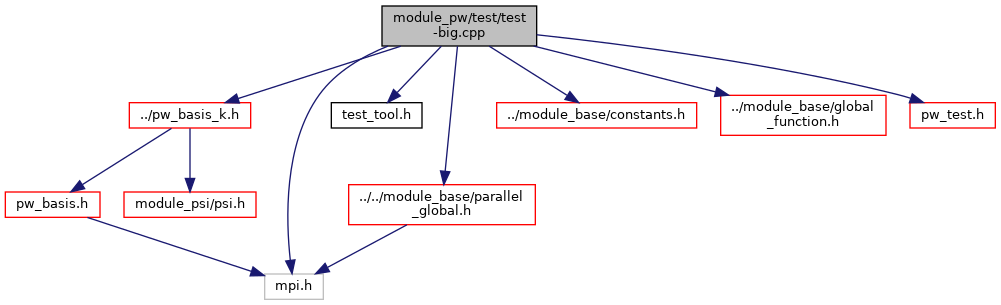 module_pw/test/test
-big.cpp
../pw_basis_k.h
test_tool.h
../module_base/constants.h
../module_base/global
_function.h
pw_test.h
pw_basis.h
module_psi/psi.h
../../module_base/parallel
_global.h
mpi.h